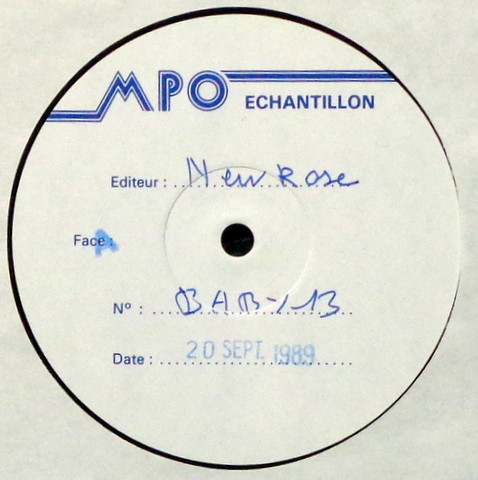 MPO ECHANTILLON
Editeur : New Rose
Face : A
N° : BAB-113
Date : 20 SEPT. 1989